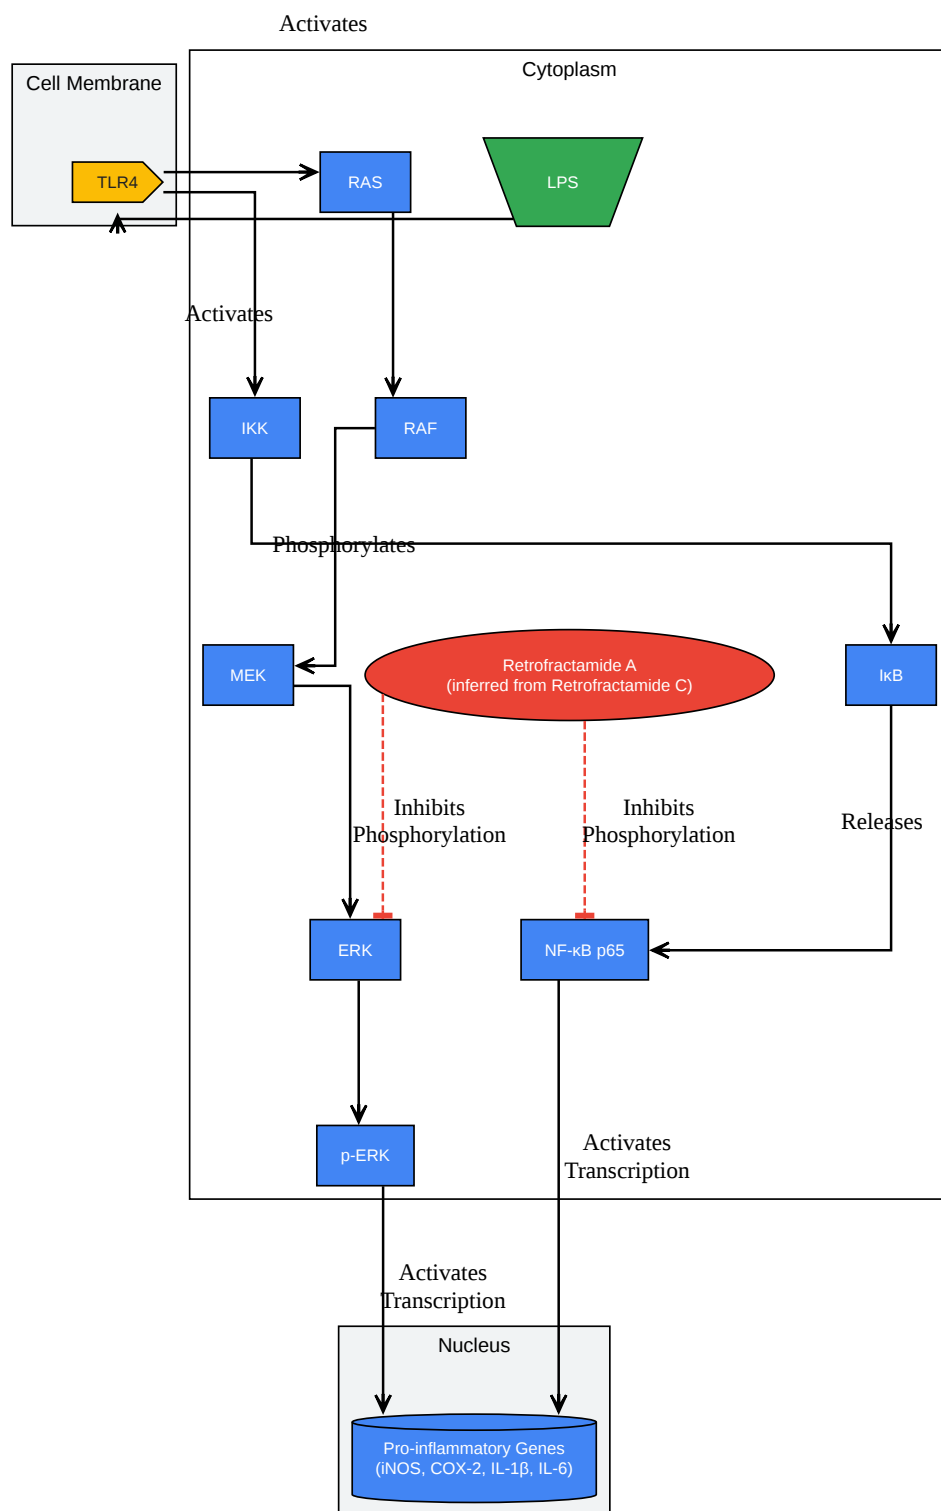 Activates
Cytoplasm
Cell Membrane
TLR4
RAS
LPS
Activates
IKK
RAF
Phosphorylates
MEK
Retrofractamide A
(inferred from Retrofractamide C)
IκB
Inhibits
Phosphorylation
Inhibits
Phosphorylation
Releases
ERK
NF-κB p65
p-ERK
Activates
Transcription
Activates
Transcription
Nucleus
Pro-inflammatory Genes
(iNOS, COX-2, IL-1β, IL-6)